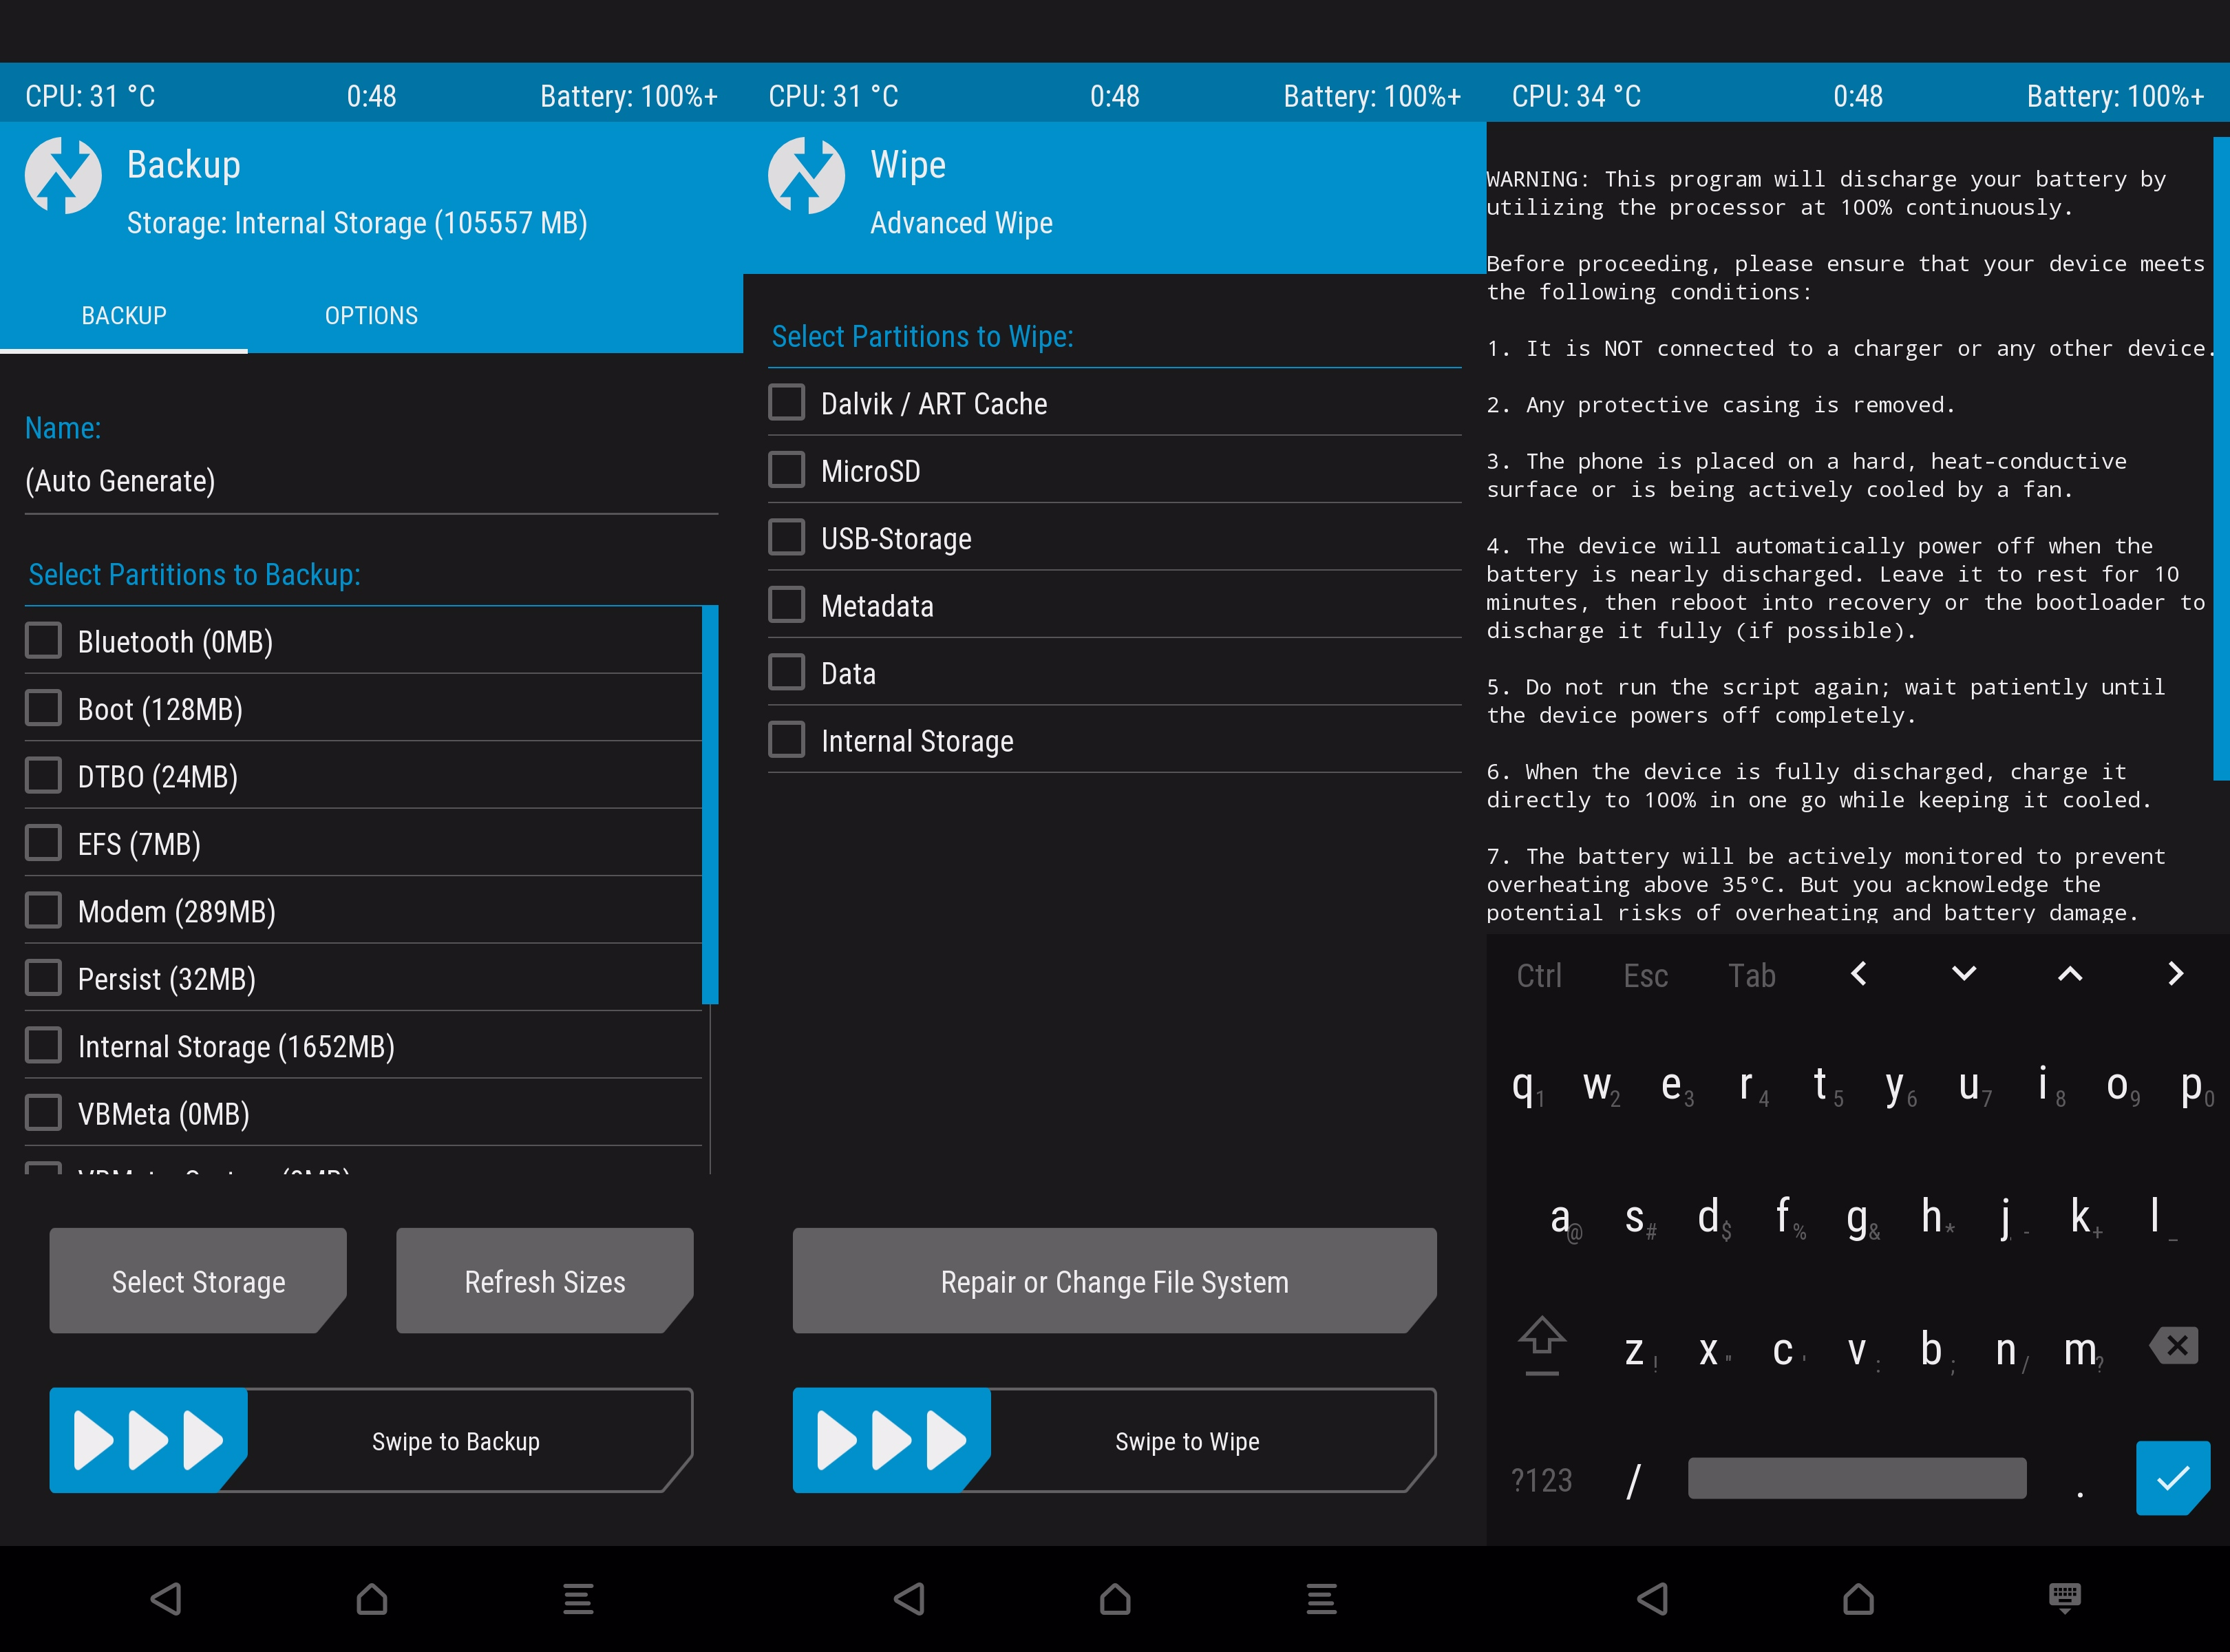 CPU: 31 °C 0:48 Battery: 100%+
Backup
Storage: Internal Storage (105557 MB)
BACKUP OPTIONS
Name:
(Auto Generate)
Select Partitions to Backup:
Bluetooth (0MB)
Boot (128MB)
DTBO (24MB)
EFS (7MB)
Modem (289MB)
Persist (32MB)
Internal Storage (1652MB)
VBMeta (0MB)
Select Storage Refresh Sizes
Swipe to Backup
CPU: 31 °C 0:48 Battery: 100%+
Wipe
Advanced Wipe
Select Partitions to Wipe:
Dalvik / ART Cache
MicroSD
USB-Storage
Metadata
Data
Internal Storage
Repair or Change File System
Swipe to Wipe
CPU: 34 °C 0:48 Battery: 100%+
WARNING: This program will discharge your battery by
utilizing the processor at 100% continuously.
Before proceeding, please ensure that your device meets
the following conditions:
1. It is NOT connected to a charger or any other device.
2. Any protective casing is removed.
3. The phone is placed on a hard, heat-conductive
surface or is being actively cooled by a fan.
4. The device will automatically power off when the
battery is nearly discharged. Leave it to rest for 10
minutes, then reboot into recovery or the bootloader to
discharge it fully (if possible).
5. Do not run the script again; wait patiently until
the device powers off completely.
6. When the device is fully discharged, charge it
directly to 100% in one go while keeping it cooled.
7. The battery will be actively monitored to prevent
overheating above 35°C. But you acknowledge the
potential risks of overheating and battery damage.
Ctrl Esc Tab
q1 w2 e3 r4 t5 y6 u7 i8 o9 p0
a@ s# d$ f% g& h* j- k+ l_
z! x" c' v: b; n/ m?
?123 / .